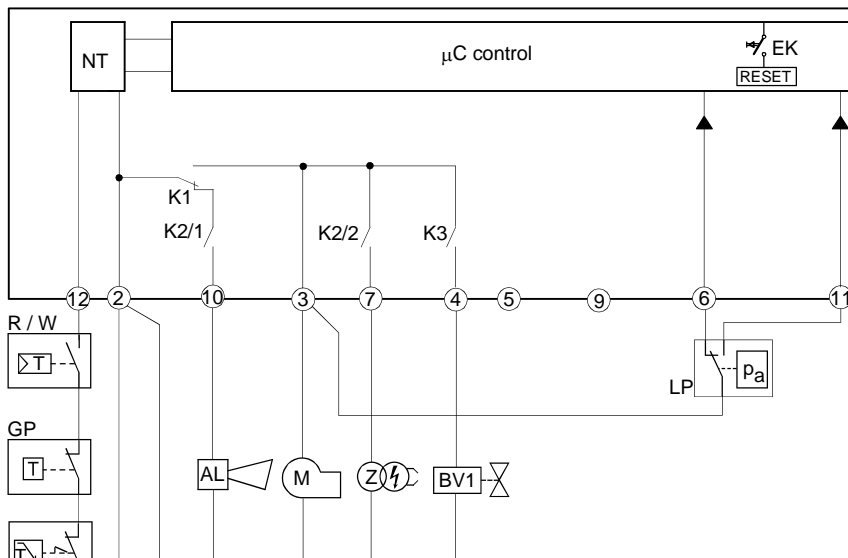 NT
µC control
EK
RESET
K1
K2/1
K2/2
K3
12
2
10
3
7
4
5
9
6
11
R / W
T
LP
pa
GP
T
AL
M
Z
BV1
T